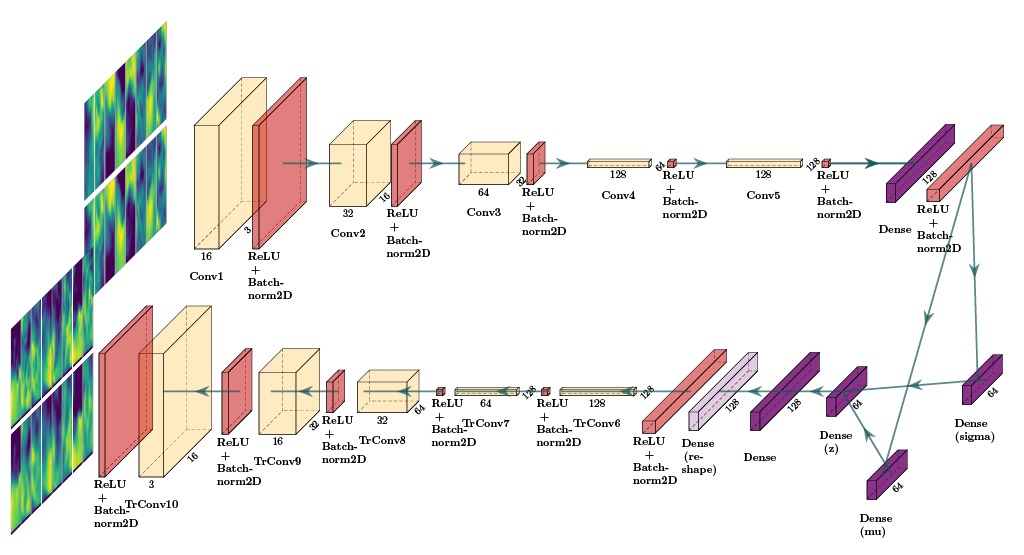 16
3
Conv1
ReLU
+
Batch-
norm2D
32
16
Conv2
ReLU
+
Batch-
norm2D
64
32
Conv3
ReLU
+
Batch-
norm2D
128
64
Conv4
ReLU
+
Batch-
norm2D
128
128
Conv5
ReLU
+
Batch-
norm2D
128
Dense
ReLU
+
Batch-
norm2D
64
Dense
(sigma)
64
Dense
(mu)
64
Dense
(z)
128
Dense
128
Dense
(re-
shape)
ReLU
+
Batch-
norm2D
128
128
TrConv6
ReLU
+
Batch-
norm2D
64
128
TrConv7
ReLU
+
Batch-
norm2D
32
64
TrConv8
ReLU
+
Batch-
norm2D
16
32
TrConv9
ReLU
+
Batch-
norm2D
3
16
TrConv10
ReLU
+
Batch-
norm2D